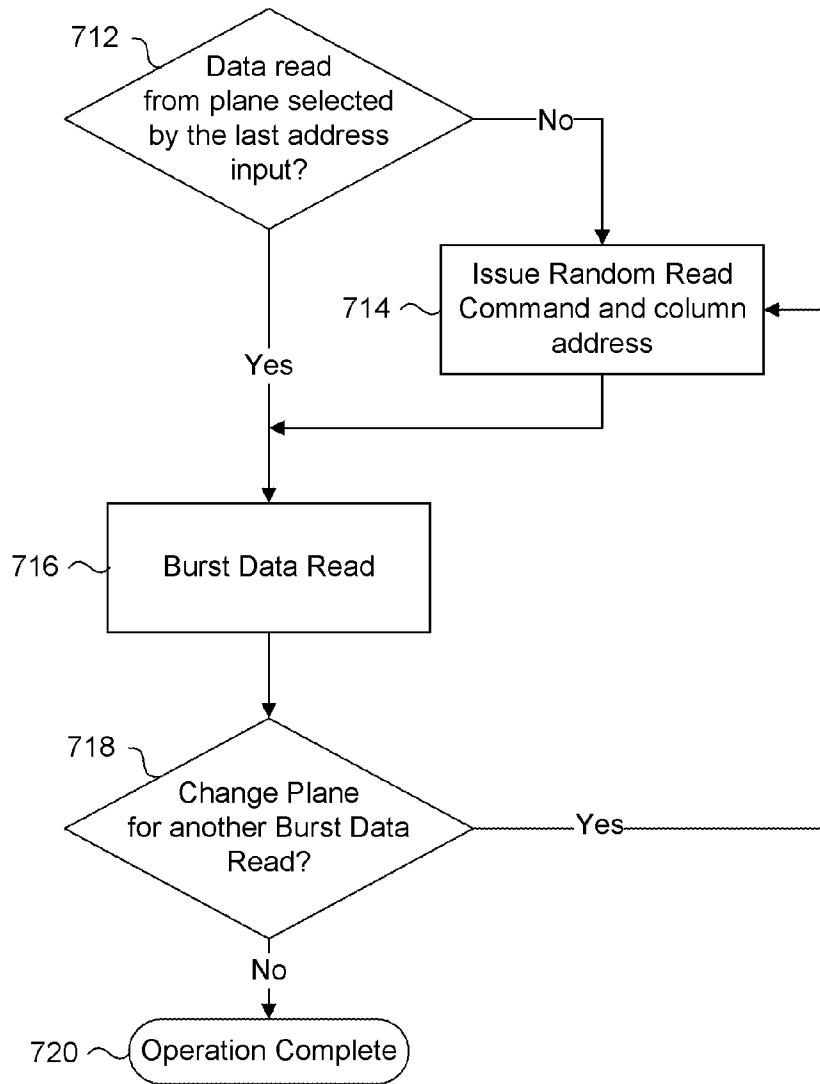 712
Data read
from plane selected
by the last address
input?
No
714
Issue Random Read
Command and column
address
Yes
716
Burst Data Read
718
Change Plane
for another Burst Data
Read?
Yes
No
720
Operation Complete